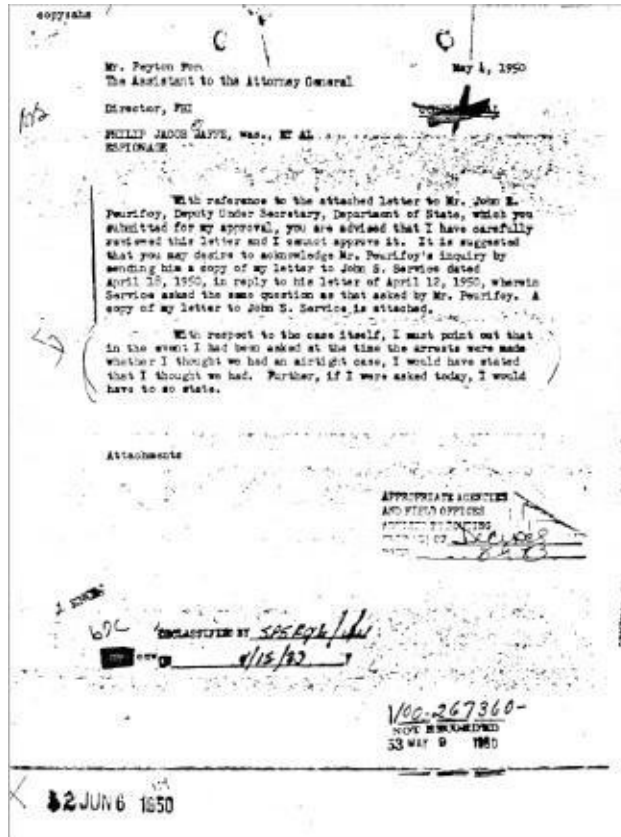 copysahs
Mr. Peyton For
The Assistant to the Attorney General
May 4, 1950
Director, FBI
PHILIP JACOB JAFFE, was., ET AL
ESPIONAGE
With reference to the attached letter to Mr. John E.
Peurifoy, Deputy Under Secretary, Department of State, which you
submitted for my approval, you are advised that I have carefully
reviewed this letter and I cannot approve it. It is suggested
that you may desire to acknowledge Mr. Peurifoy's inquiry by
sending him a copy of my letter to John S. Service dated
April 18, 1950, in reply to his letter of April 12, 1950, wherein
Service asked the same question as that asked by Mr. Peurifoy. A
copy of my letter to John S. Service is attached.
With respect to the case itself, I must point out that
in the event I had been asked at the time the arrests were made
whether I thought we had an airtight case, I would have stated
that I thought we had. Further, if I were asked today, I would
have to so state.
Attachments
APPROPRIATE AGENCIES
AND FIELD OFFICES
b7C
DECLASSIFIED BY
ON
100-267360-
NOT RECORDED
53 MAY 9 1950
JUN 6 1950